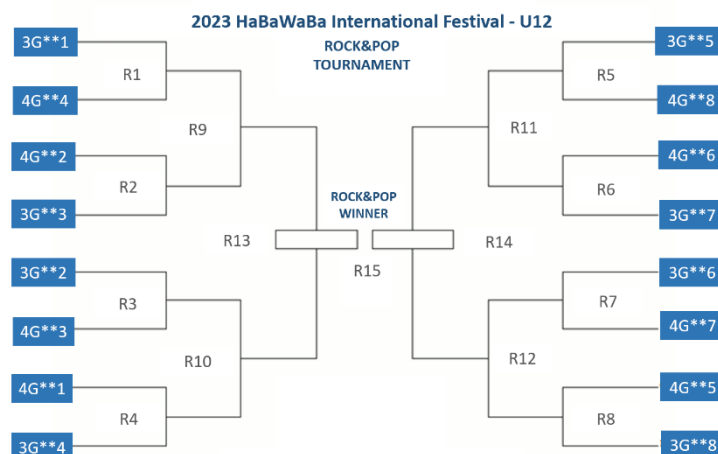 2023 HaBaWaBa International Festival - U12
ROCK&POP
TOURNAMENT
3G**1
R1
4G**4
R9
4G**2
R2
3G**3
R13
3G**2
R3
4G**3
R10
4G**1
R4
3G**4
ROCK&POP
WINNER
R15
3G**5
R5
4G**8
R11
4G**6
R6
3G**7
R14
3G**6
R7
4G**7
R12
4G**5
R8
3G**8